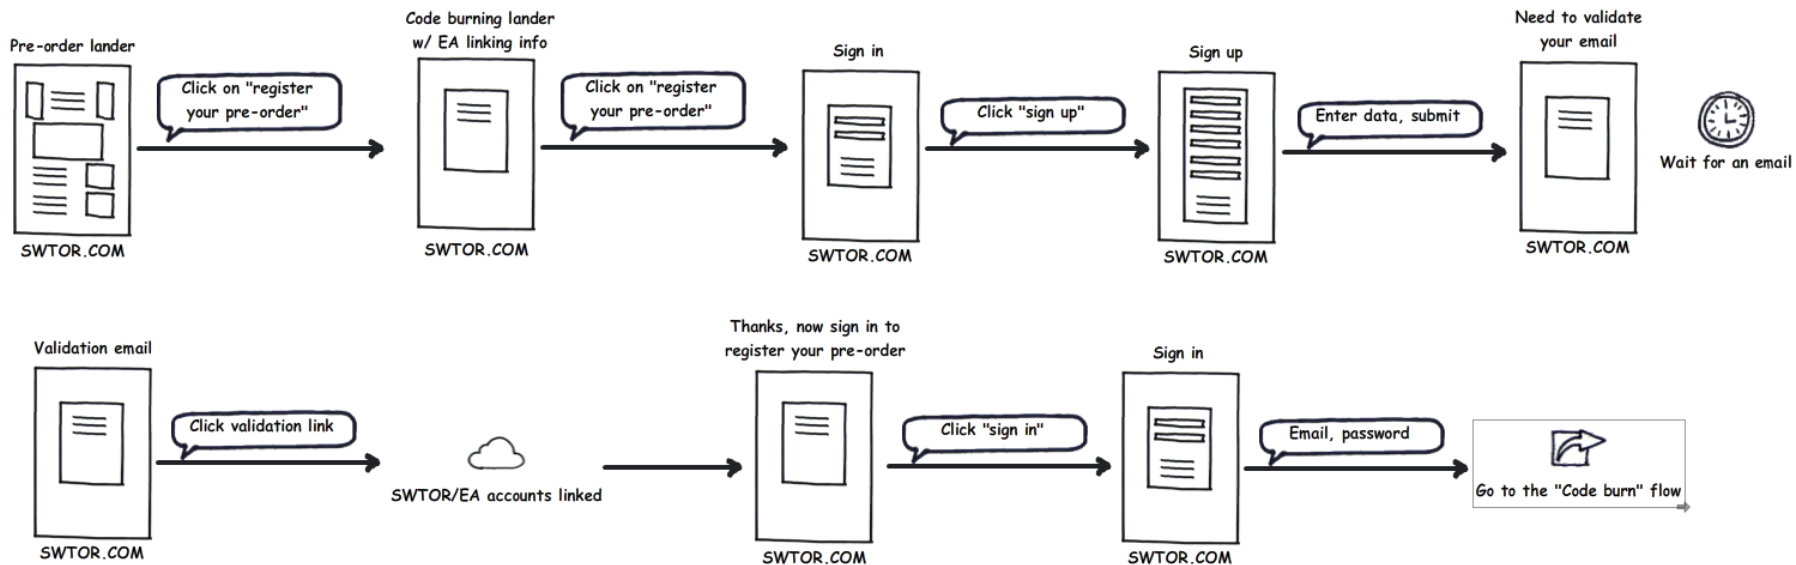 Pre-order lander
Click on "register
your pre-order"
SWTOR.COM
Code burning lander
w/ EA linking info
Click on "register
your pre-order"
SWTOR.COM
Sign in
Click "sign up"
SWTOR.COM
Sign up
Enter data, submit
SWTOR.COM
Need to validate
your email
SWTOR.COM
Wait for an email
Validation email
Click validation link
SWTOR.COM
SWTOR/EA accounts linked
Thanks, now sign in to
register your pre-order
Click "sign in"
SWTOR.COM
Sign in
Email, password
SWTOR.COM
Go to the "Code burn" flow